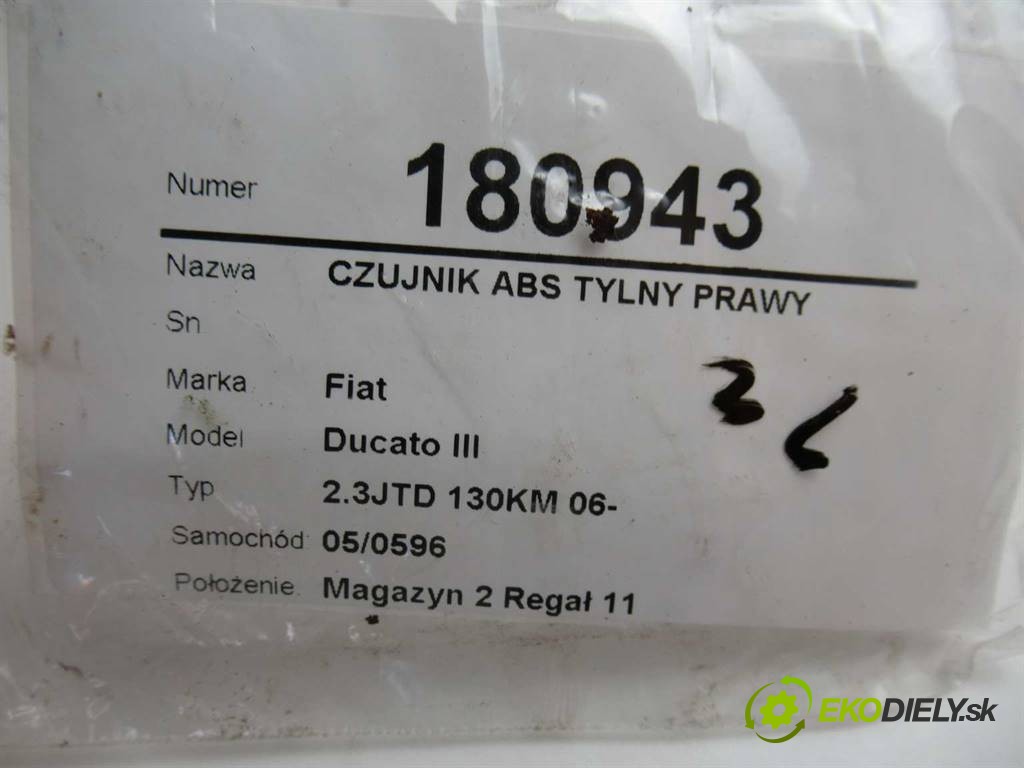 Numer 180943
Nazwa CZUJNIK ABS TYLNY PRAWY
Sn
Marka Fiat
Model Ducato III
Typ 2.3JTD 130KM 06-
Samochód 05/0596
Położenie Magazyn 2 Regał 11
EKODIELY.sk